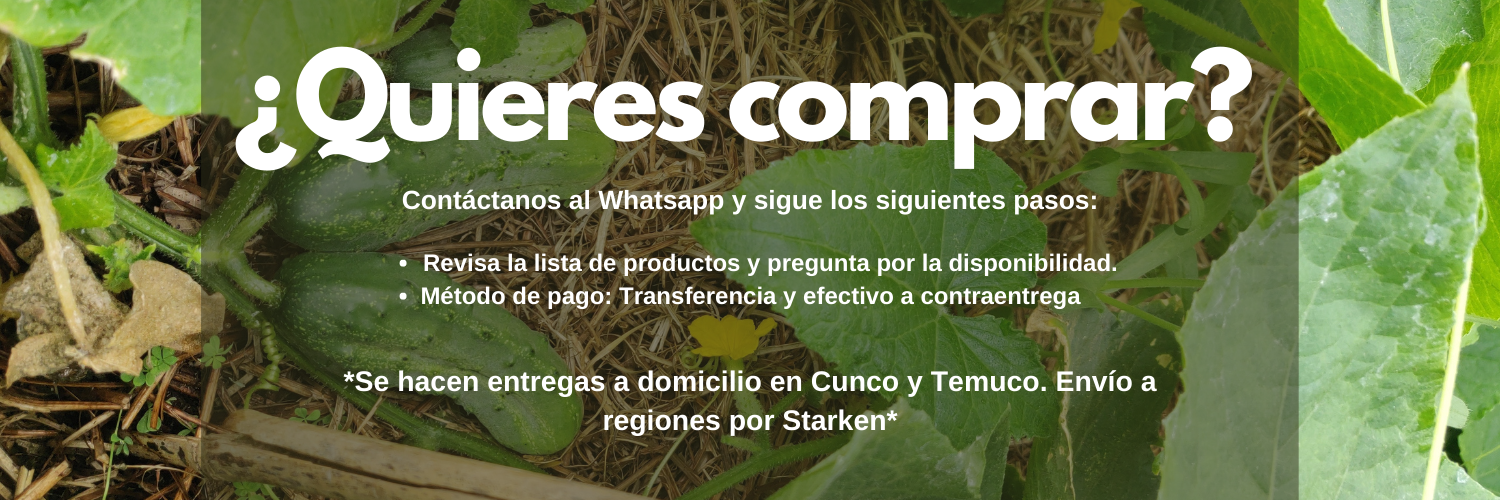 ¿Quieres comprar?
Contáctanos al Whatsapp y sigue los siguientes pasos:
• Revisa la lista de productos y pregunta por la disponibilidad.
• Método de pago: Transferencia y efectivo a contraentrega
*Se hacen entregas a domicilio en Cunco y Temuco. Envío a
regiones por Starken*